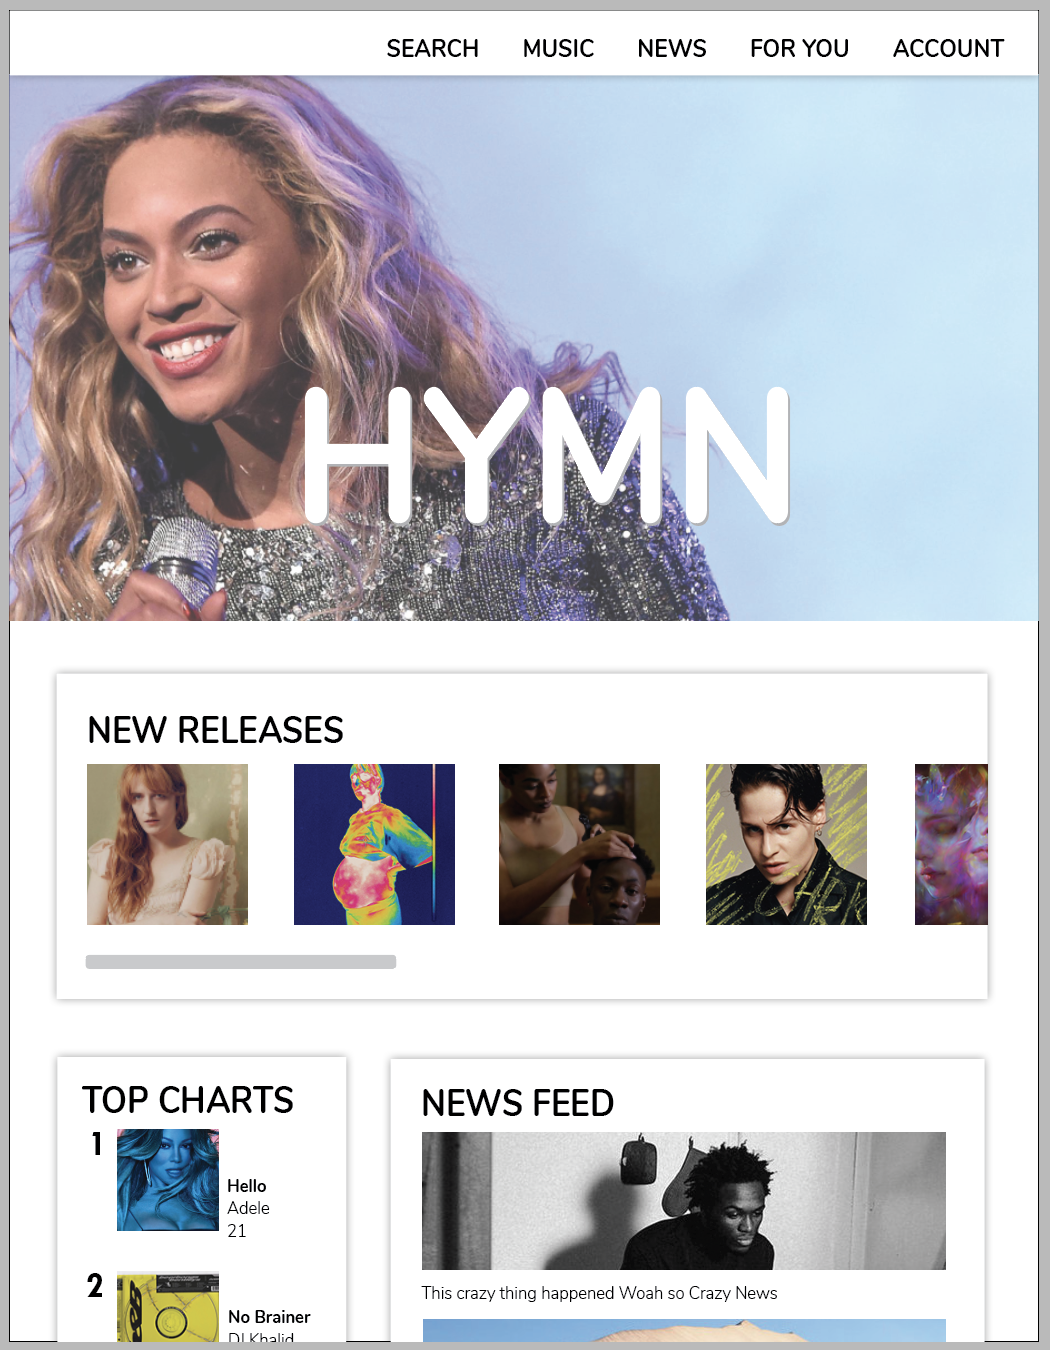 SEARCH MUSIC NEWS FOR YOU ACCOUNT
HYMN
NEW RELEASES
TOP CHARTS
1
Hello
Adele
21
2
No Brainer
DJ Khalid
NEWS FEED
This crazy thing happened Woah so Crazy News